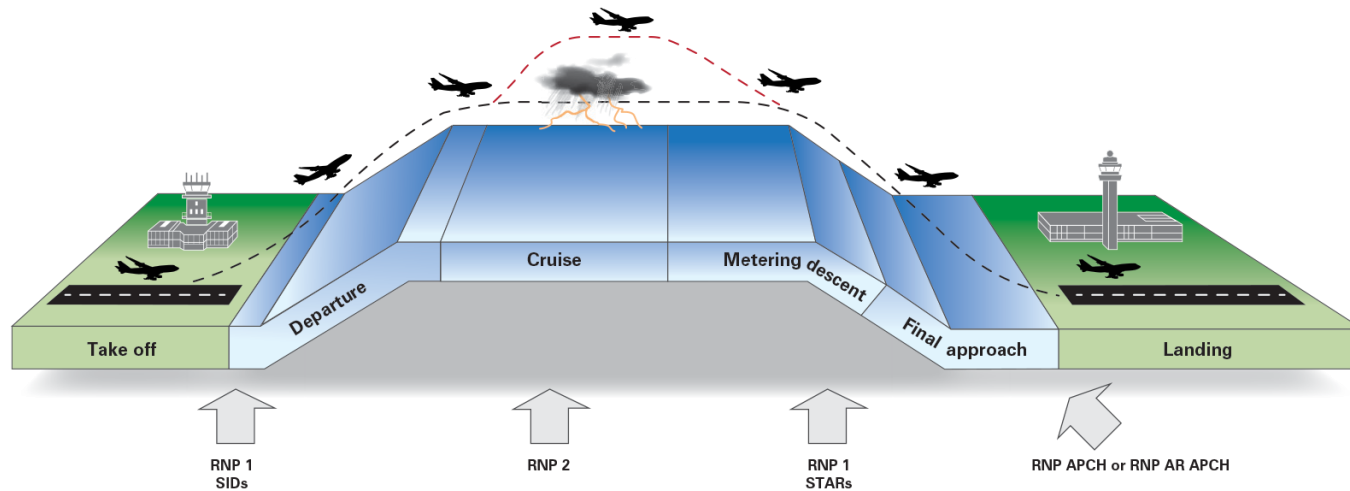 Take off
Departure
Cruise
Metering descent
Final approach
Landing
RNP 1
SIDs
RNP 2
RNP 1
STARs
RNP APCH or RNP AR APCH